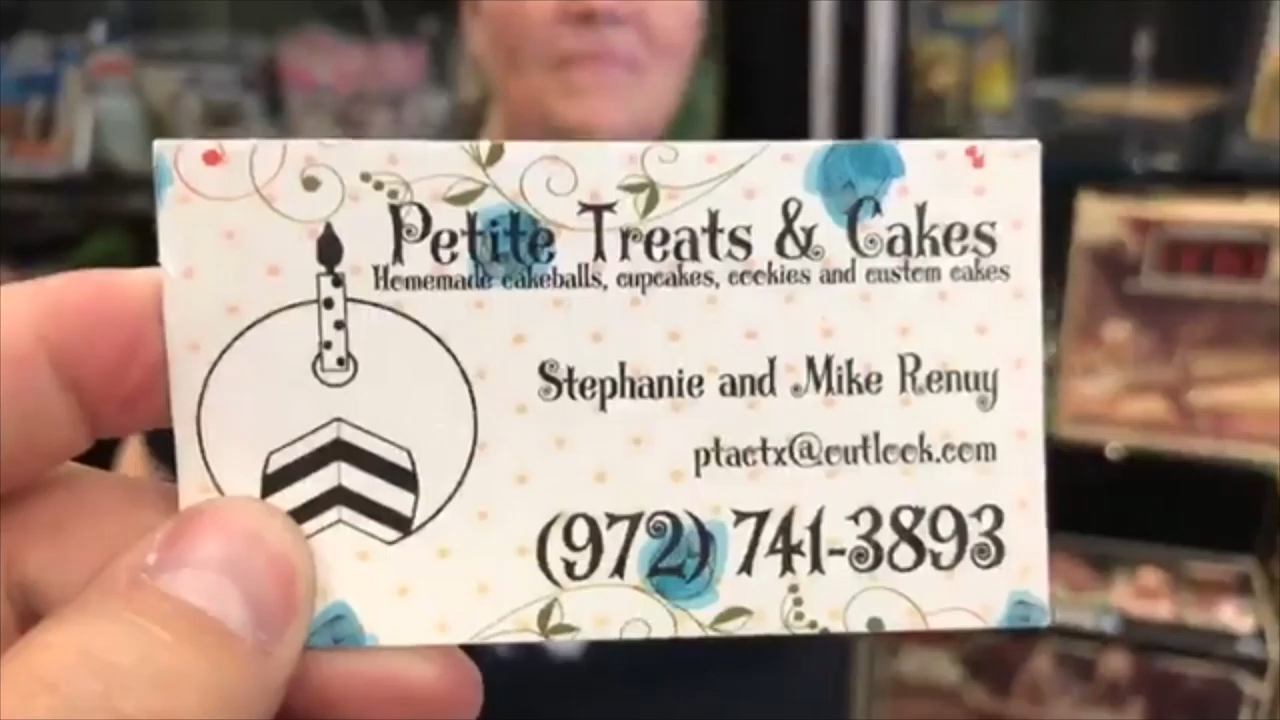 Petite Treats & Cakes
Homemade cakeballs, cupcakes, cookies and custom cakes
Stephanie and Mike Renuy
ptactx@outlook.com
(972) 741-3893